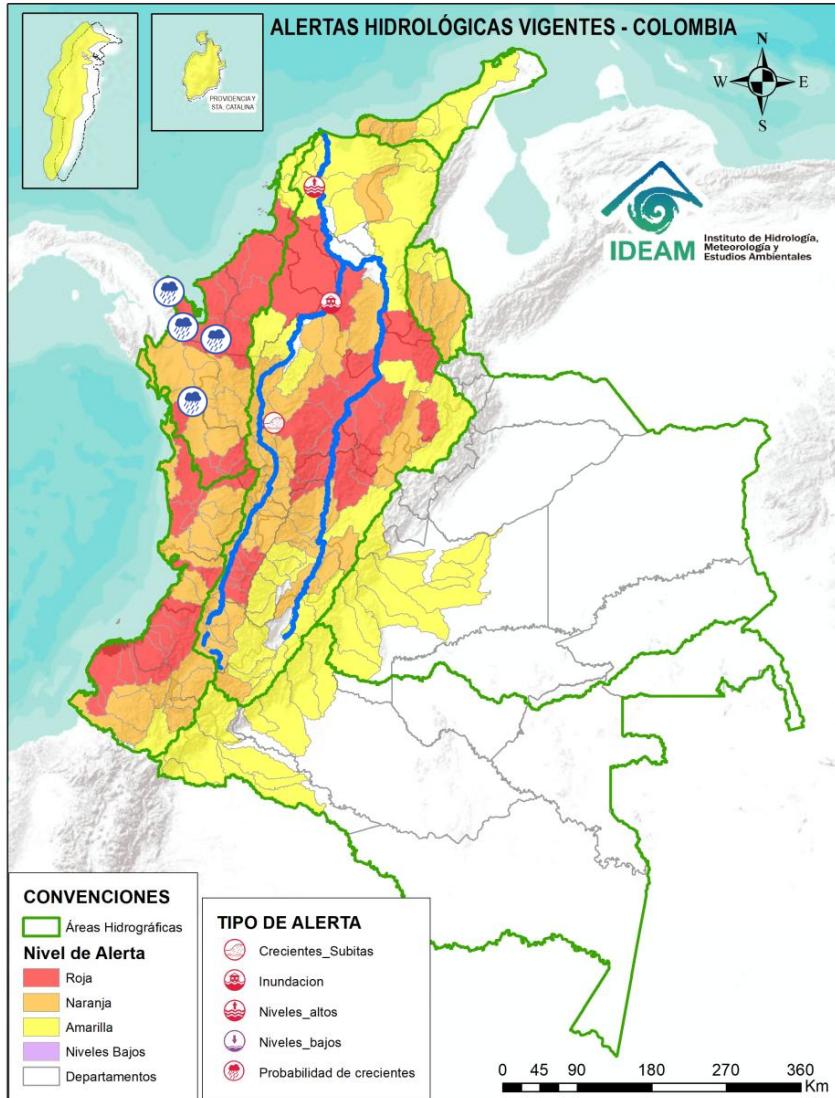 ALERTAS HIDROLÓGICAS VIGENTES - COLOMBIA
PROVIDENCIA Y
STA. CATALINA
N
W
E
S
IDEAM
Instituto de Hidrología,
Meteorología y
Estudios Ambientales
CONVENCIONES
Áreas Hidrográficas
Nivel de Alerta
Roja
Naranja
Amarilla
Niveles Bajos
Departamentos
TIPO DE ALERTA
Crecientes_Subitas
Inundacion
Niveles_altos
Niveles_bajos
Probabilidad de crecientes
0 45 90 180 270 360
Km